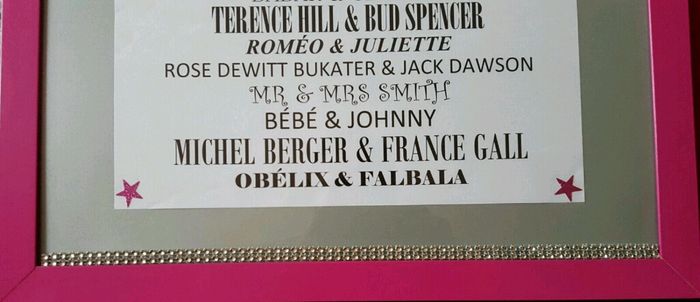 TERENCE HILL & BUD SPENCER
ROMÉO & JULIETTE
ROSE DEWITT BUKATER & JACK DAWSON
MR & MRS SMITH
BÉBÉ & JOHNNY
MICHEL BERGER & FRANCE GALL
OBÉLIX & FALBALA